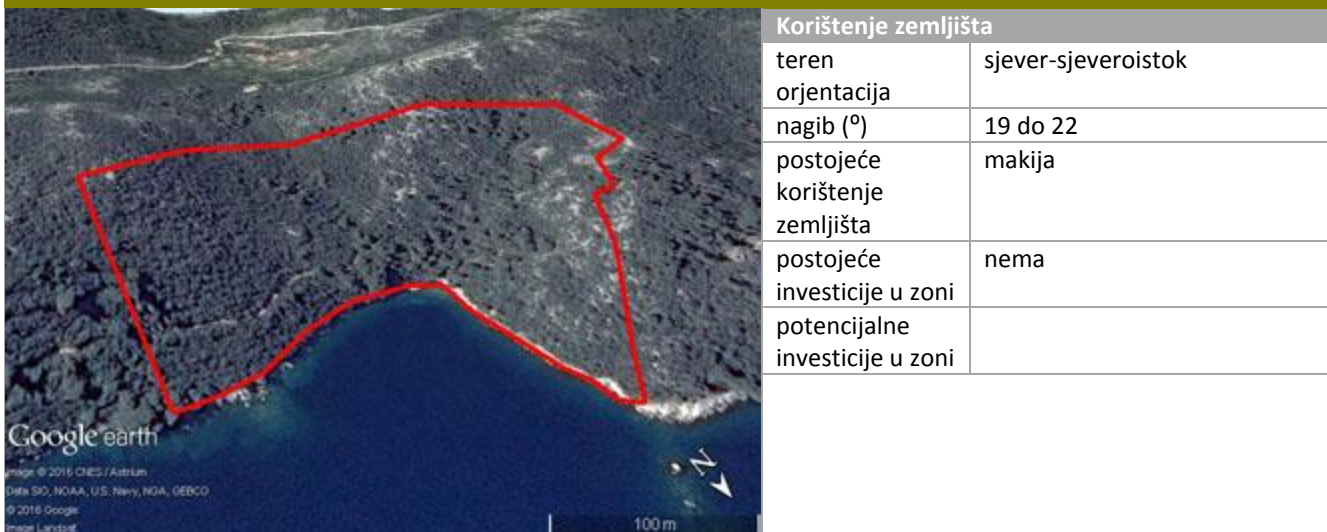 Korištenje zemljišta
teren
orjentacija
sjever-sjeveroistok
nagib (⁰)
19 do 22
postojeće
korištenje
zemljišta
makija
postojeće
investicije u zoni
nema
potencijalne
investicije u zoni
Google earth
Image © 2016 CNES / Astrium
Data SIO, NOAA, U.S. Navy, NGA, GEBCO
© 2016 Google
Image Landsat
N
100 m